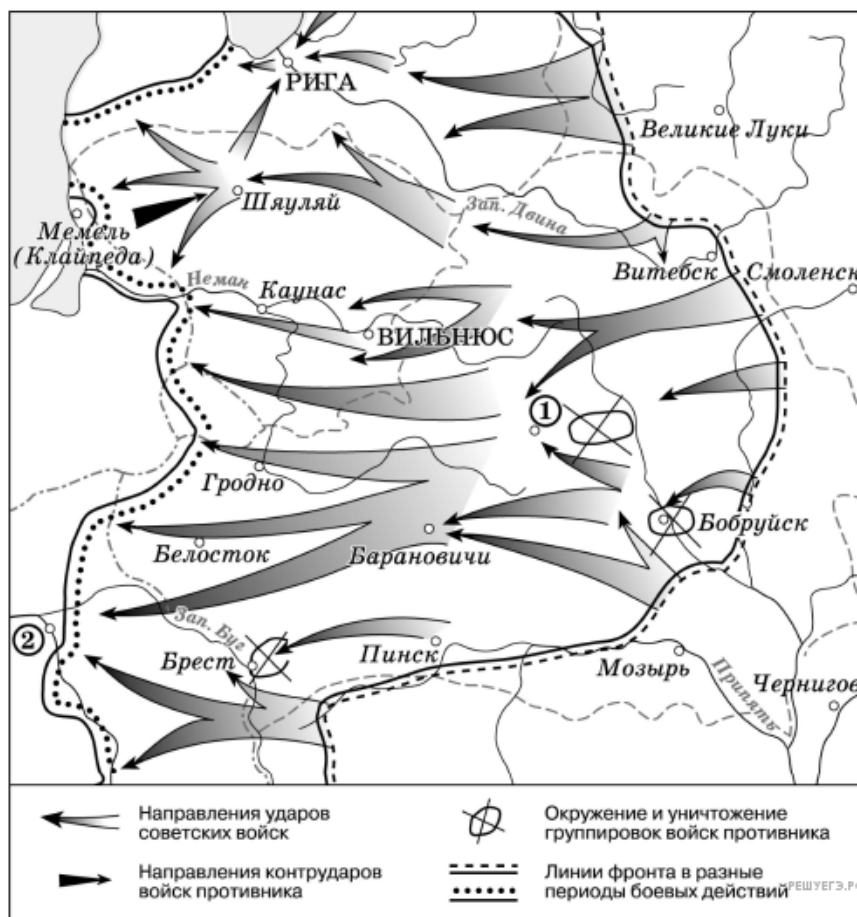 РИГА
Великие Луки
Шяуляй
Зап. Двина
Мемель
(Клайпеда)
Витебск
Смоленск
Неман
Каунас
ВИЛЬНЮС
1
Гродно
Бобруйск
Белосток
Барановичи
2
Зап. Буг
Брест
Пинск
Мозырь
Припять
Чернигов
Направления ударов
советских войск
Окружение и уничтожение
группировок войск противника
Направления контрударов
войск противника
Линии фронта в разные
периоды боевых действий
РЕШУЕГЭ.РФ